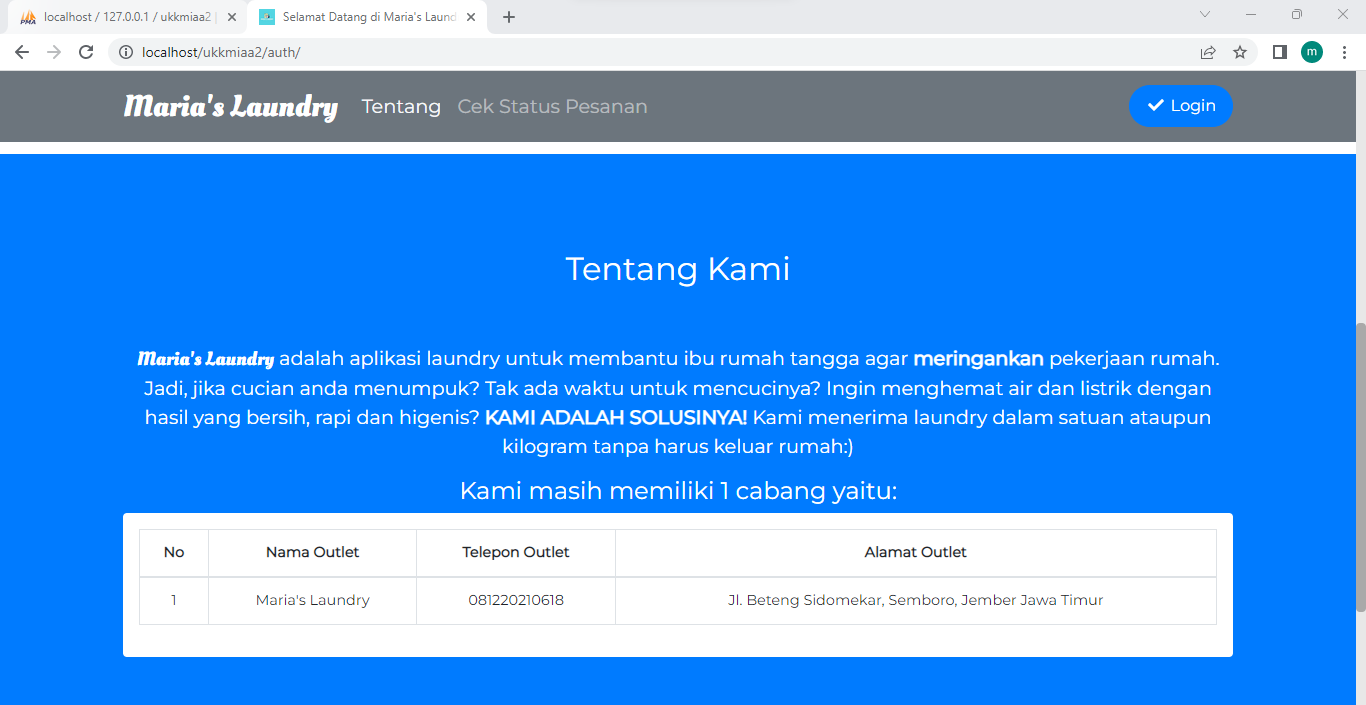 localhost / 127.0.0.1 / ukkmiaa2 |
Selamat Datang di Maria's Laund
localhost/ukkmiaa2/auth/
m
Maria's Laundry Tentang Cek Status Pesanan Login
Tentang Kami
Maria's Laundry adalah aplikasi laundry untuk membantu ibu rumah tangga agar meringankan pekerjaan rumah.
Jadi, jika cucian anda menumpuk? Tak ada waktu untuk mencucinya? Ingin menghemat air dan listrik dengan
hasil yang bersih, rapi dan higenis? KAMI ADALAH SOLUSINYA! Kami menerima laundry dalam satuan ataupun
kilogram tanpa harus keluar rumah:)
Kami masih memiliki 1 cabang yaitu:
No Nama Outlet Telepon Outlet Alamat Outlet
1 Maria's Laundry 081220210618 Jl. Beteng Sidomekar, Semboro, Jember Jawa Timur